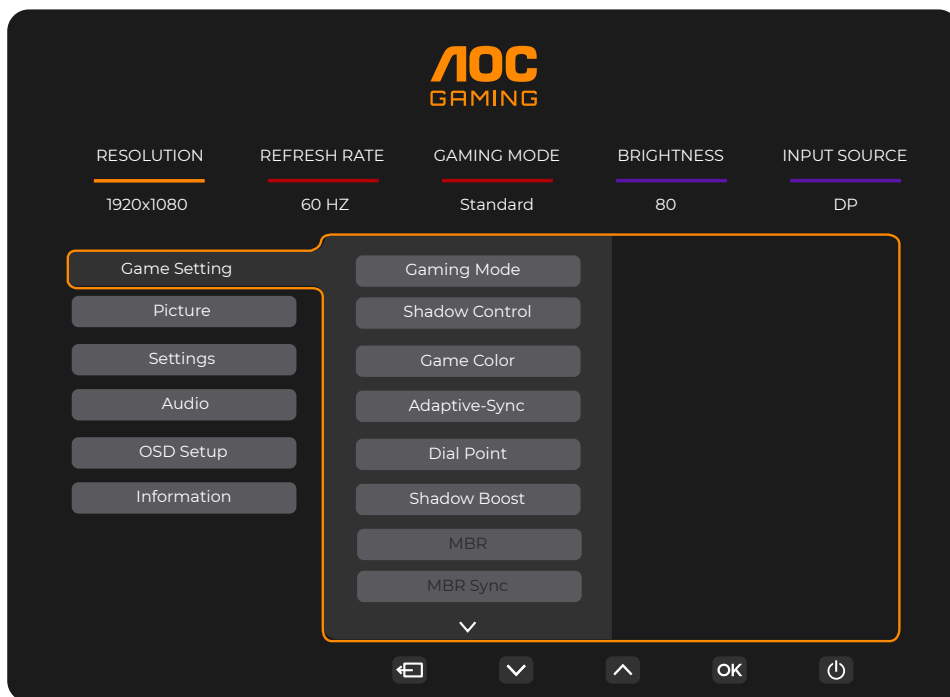 AOC
GAMING
RESOLUTION REFRESH RATE GAMING MODE BRIGHTNESS INPUT SOURCE
1920x1080 60 HZ Standard 80 DP
Game Setting
Picture
Settings
Audio
OSD Setup
Information
Gaming Mode
Shadow Control
Game Color
Adaptive-Sync
Dial Point
Shadow Boost
MBR
MBR Sync
OK